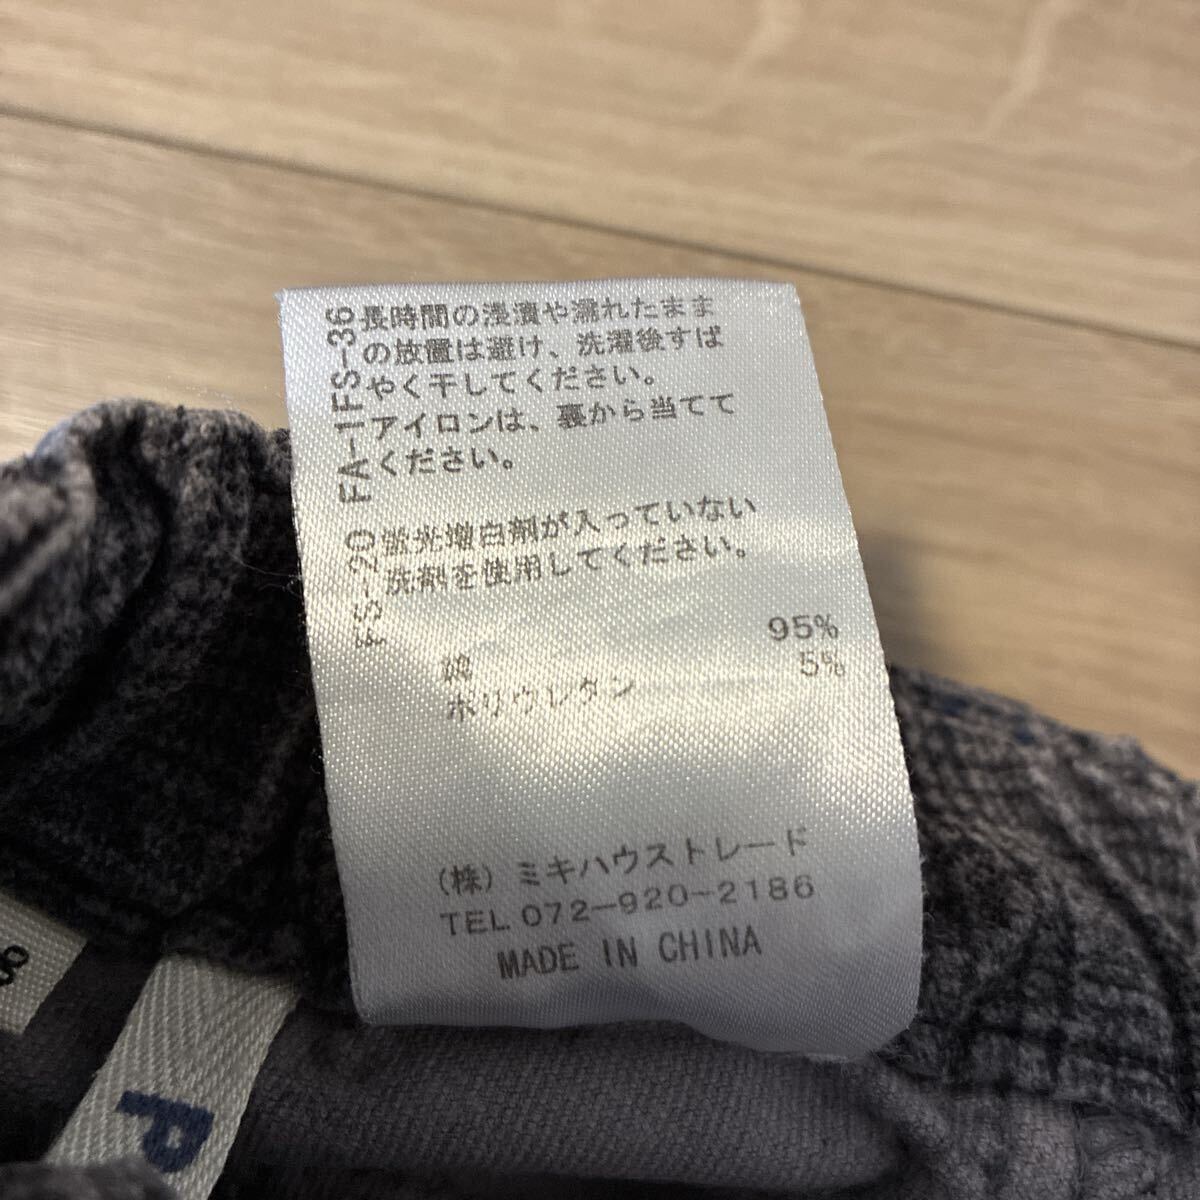 長時間の浸漬や濡れたまま
の放置は避け、洗濯後すば
やく干してください。
アイロンは、裏から当てて
ください。
FA-1FS-36
蛍光増白剤が入っていない
洗剤を使用してください。
FS-20
綿 95%
ポリウレタン 5%
(株) ミキハウストレード
TEL 072-920-2186
MADE IN CHINA
P